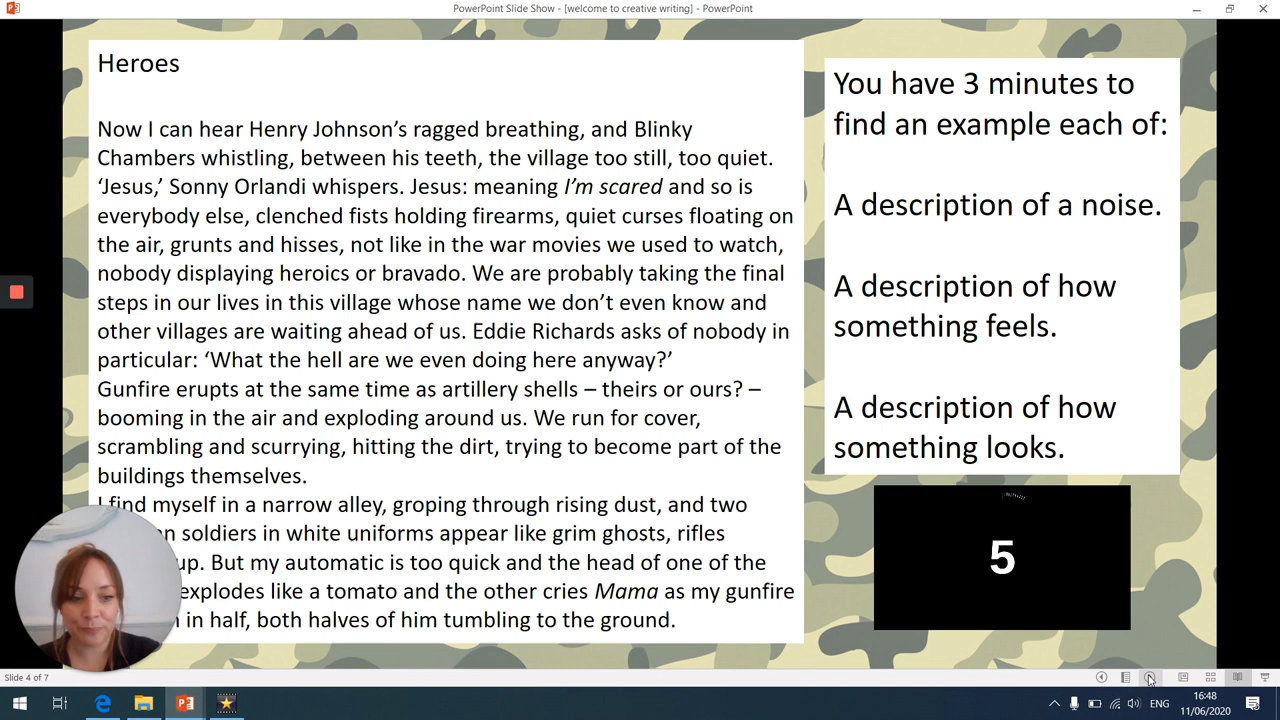 PowerPoint Slide Show - [welcome to creative writing] - PowerPoint
Heroes
Now I can hear Henry Johnson’s ragged breathing, and Blinky
Chambers whistling, between his teeth, the village too still, too quiet.
‘Jesus,’ Sonny Orlandi whispers. Jesus: meaning I’m scared and so is
everybody else, clenched fists holding firearms, quiet curses floating on
the air, grunts and hisses, not like in the war movies we used to watch,
nobody displaying heroics or bravado. We are probably taking the final
steps in our lives in this village whose name we don’t even know and
other villages are waiting ahead of us. Eddie Richards asks of nobody in
particular: ‘What the hell are we even doing here anyway?’
Gunfire erupts at the same time as artillery shells – theirs or ours? –
booming in the air and exploding around us. We run for cover,
scrambling and scurrying, hitting the dirt, trying to become part of the
buildings themselves.
I find myself in a narrow alley, groping through rising dust, and two
soldiers in white uniforms appear like grim ghosts, rifles
up. But my automatic is too quick and the head of one of the
explodes like a tomato and the other cries Mama as my gunfire
in half, both halves of him tumbling to the ground.
You have 3 minutes to
find an example each of:
A description of a noise.
A description of how
something feels.
A description of how
something looks.
5
Slide 4 of 7
ENG
16:48
11/06/2020